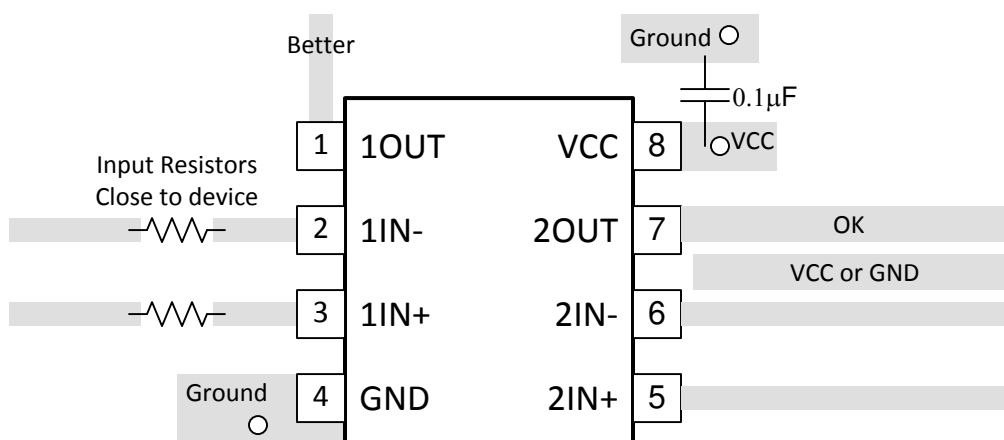 Better
Ground
0.1µF
1 1OUT VCC 8 VCC
Input Resistors
Close to device
2 1IN- 2OUT 7 OK
VCC or GND
3 1IN+ 2IN- 6
Ground
4 GND 2IN+ 5